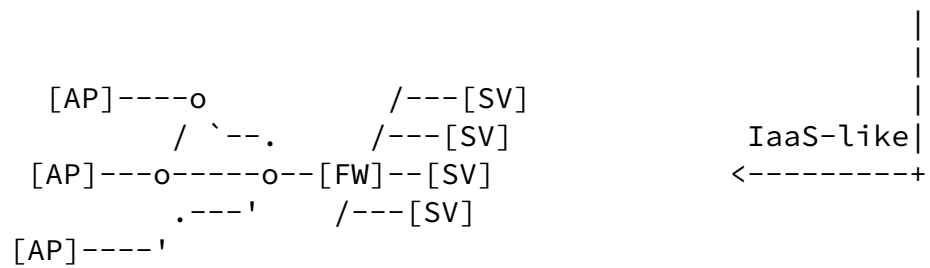 |
                                                 |
  [AP]----o          /---[SV]                    |
         / `--.     /---[SV]            IaaS-like|
 [AP]---o-----o--[FW]--[SV]            <---------+
         .---'    /---[SV]
[AP]----'